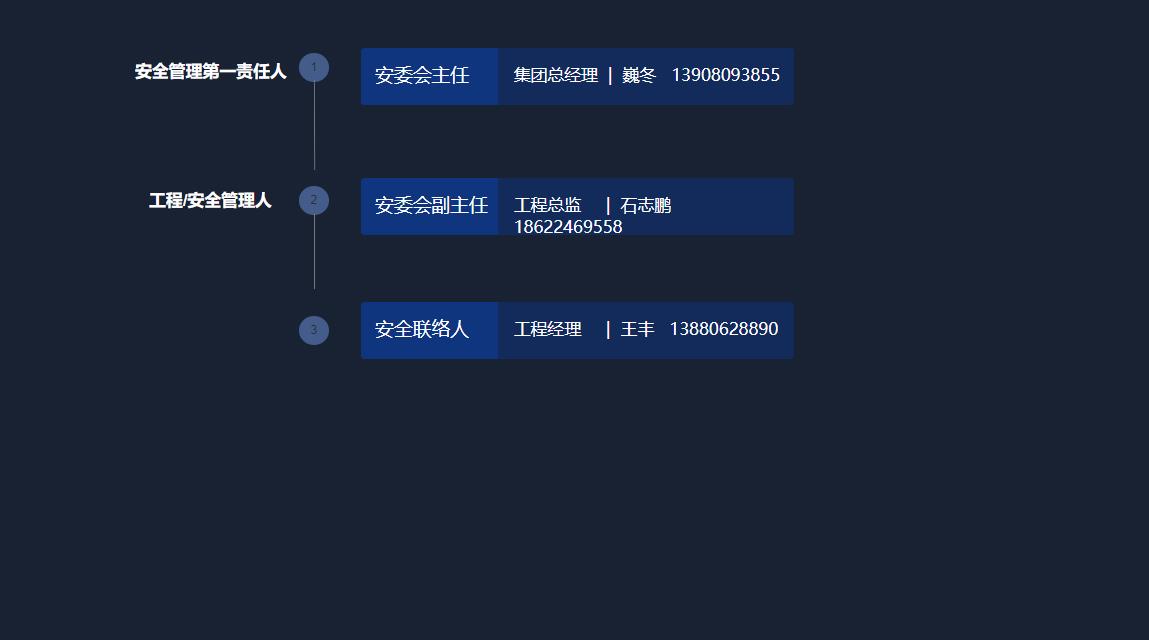 安全管理第一责任人
1
安委会主任
集团总经理 | 巍冬 13908093855
工程/安全管理人
2
安委会副主任
工程总监 | 石志鹏
18622469558
3
安全联络人
工程经理 | 王丰 13880628890